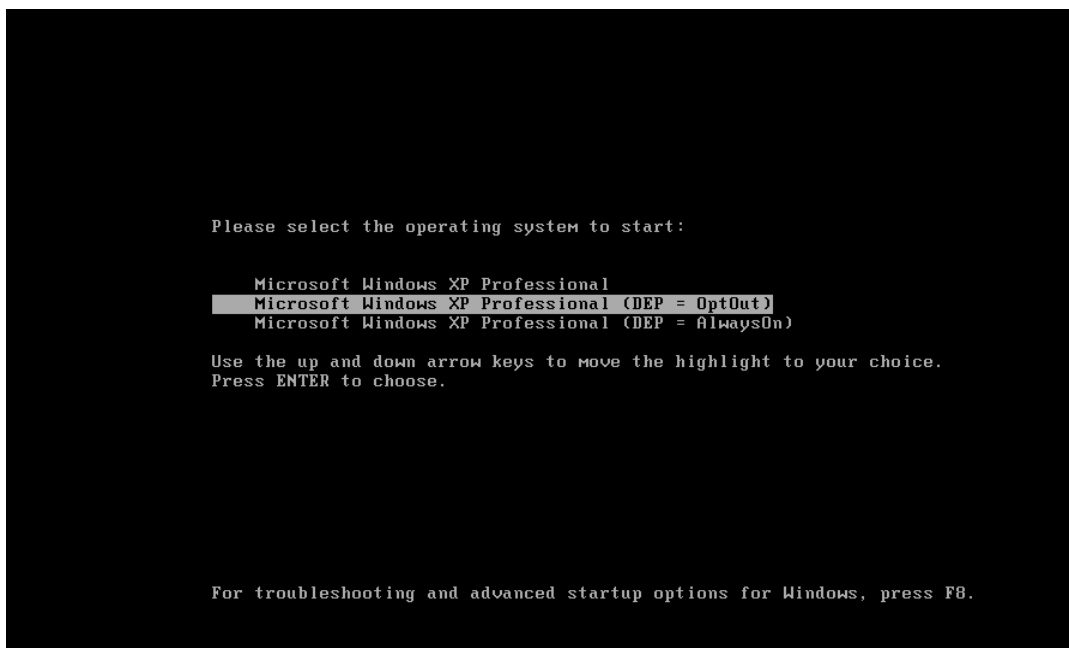 Please select the operating system to start:
Microsoft Windows XP Professional
Microsoft Windows XP Professional (DEP = OptOut)
Microsoft Windows XP Professional (DEP = AlwaysOn)
Use the up and down arrow keys to move the highlight to your choice.
Press ENTER to choose.
For troubleshooting and advanced startup options for Windows, press F8.